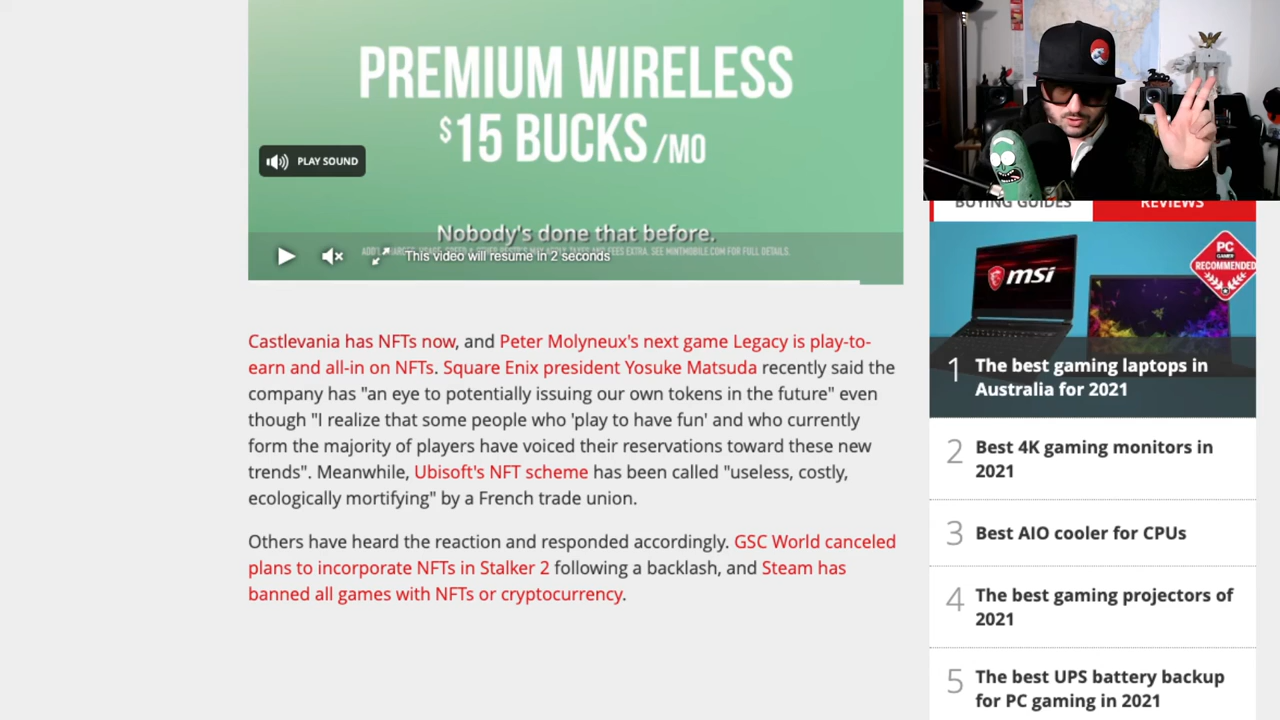 PREMIUM WIRELESS
$15 BUCKS /MO
PLAY SOUND
Nobody's done that before.
This video will resume in 2 seconds
Castlevania has NFTs now, and Peter Molyneux's next game Legacy is play-to-
earn and all-in on NFTs. Square Enix president Yosuke Matsuda recently said the
company has "an eye to potentially issuing our own tokens in the future" even
though "I realize that some people who 'play to have fun' and who currently
form the majority of players have voiced their reservations toward these new
trends". Meanwhile, Ubisoft's NFT scheme has been called "useless, costly,
ecologically mortifying" by a French trade union.
Others have heard the reaction and responded accordingly. GSC World canceled
plans to incorporate NFTs in Stalker 2 following a backlash, and Steam has
banned all games with NFTs or cryptocurrency.
BUYING GUIDES
REVIEWS
msi
PC
GAMER
RECOMMENDED
1 The best gaming laptops in
Australia for 2021
2 Best 4K gaming monitors in
2021
3 Best AIO cooler for CPUs
4 The best gaming projectors of
2021
5 The best UPS battery backup
for PC gaming in 2021